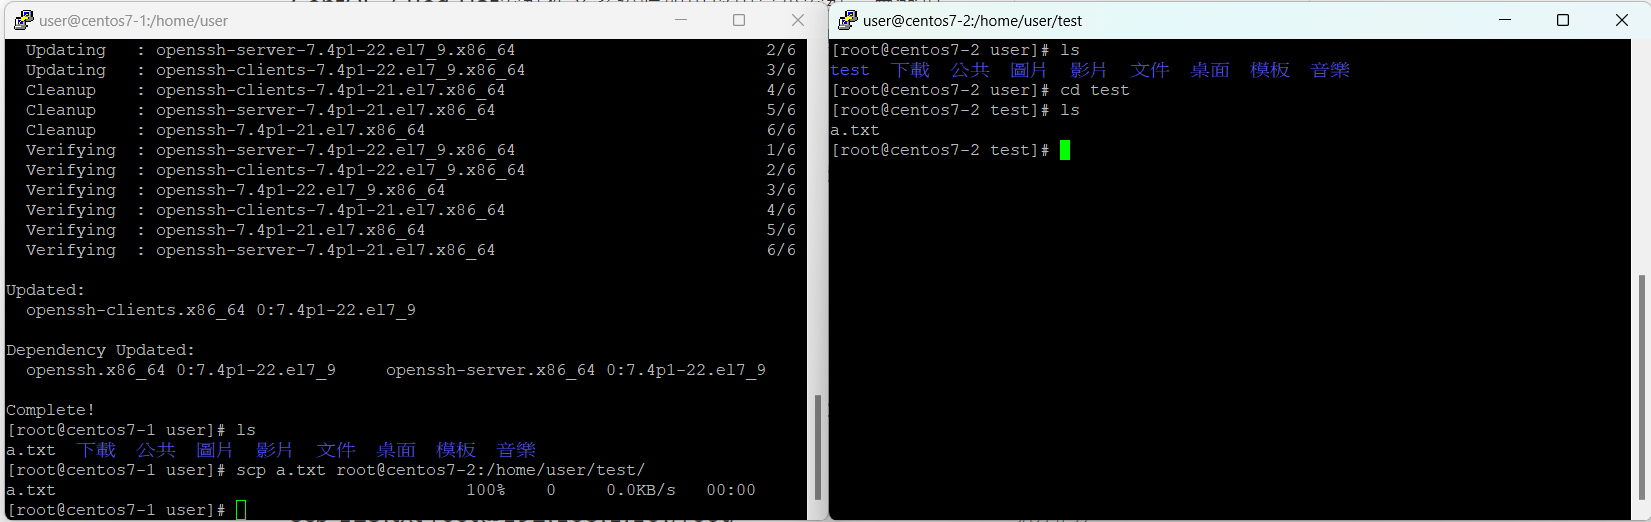 user@centos7-1:/home/user
Updating   : openssh-server-7.4p1-22.el7_9.x86_64                         2/6
Updating   : openssh-clients-7.4p1-22.el7_9.x86_64                        3/6
Cleanup    : openssh-clients-7.4p1-21.el7.x86_64                          4/6
Cleanup    : openssh-server-7.4p1-21.el7.x86_64                           5/6
Cleanup    : openssh-7.4p1-21.el7.x86_64                                  6/6
Verifying  : openssh-server-7.4p1-22.el7_9.x86_64                         1/6
Verifying  : openssh-clients-7.4p1-22.el7_9.x86_64                        2/6
Verifying  : openssh-7.4p1-22.el7_9.x86_64                                3/6
Verifying  : openssh-clients-7.4p1-21.el7.x86_64                          4/6
Verifying  : openssh-7.4p1-21.el7.x86_64                                  5/6
Verifying  : openssh-server-7.4p1-21.el7.x86_64                           6/6
Updated:
openssh-clients.x86_64 0:7.4p1-22.el7_9
Dependency Updated:
openssh.x86_64 0:7.4p1-22.el7_9     openssh-server.x86_64 0:7.4p1-22.el7_9
Complete!
[root@centos7-1 user]# ls
a.txt  下載  公共  圖片  影片  文件  桌面  模板  音樂
[root@centos7-1 user]# scp a.txt root@centos7-2:/home/user/test/
a.txt                                         100%    0     0.0KB/s   00:00
[root@centos7-1 user]#
user@centos7-2:/home/user/test
[root@centos7-2 user]# ls
test  下載  公共  圖片  影片  文件  桌面  模板  音樂
[root@centos7-2 user]# cd test
[root@centos7-2 test]# ls
a.txt
[root@centos7-2 test]#